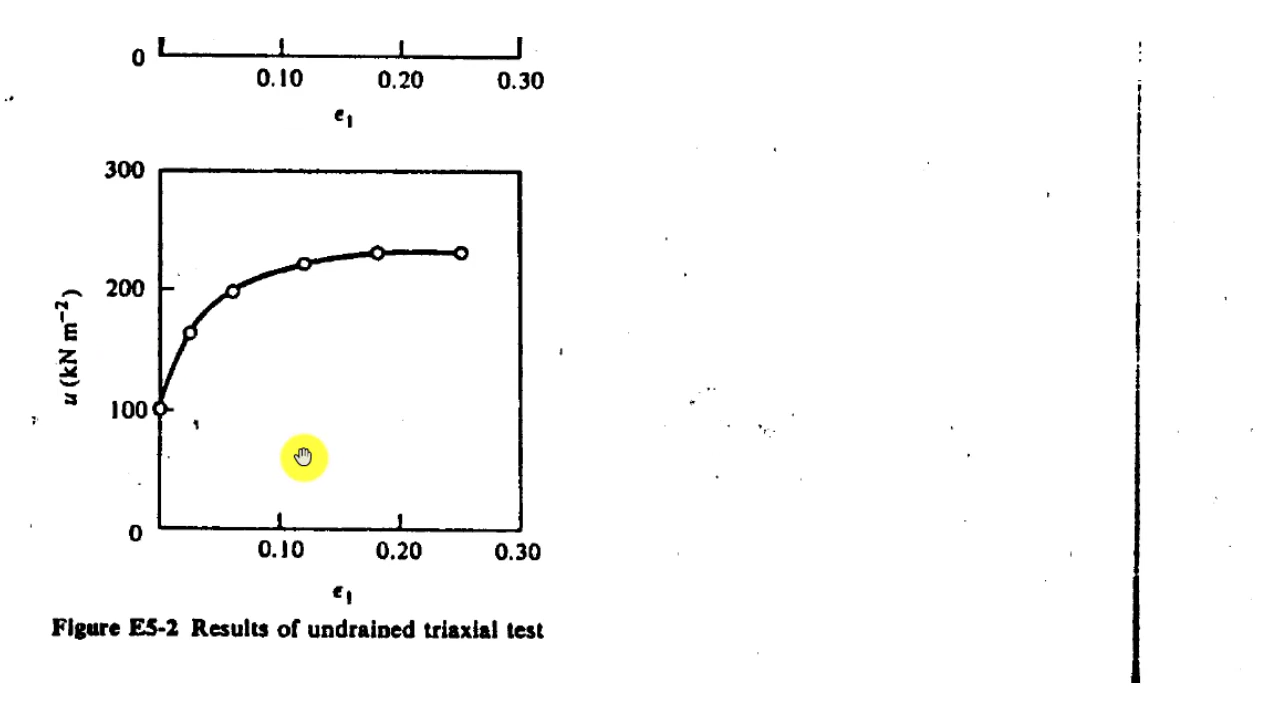 0
0.10 0.20 0.30
ϵ₁
300
200
100
0
u (kN m⁻²)
0.10 0.20 0.30
ϵ₁
Figure E5-2 Results of undrained triaxial test